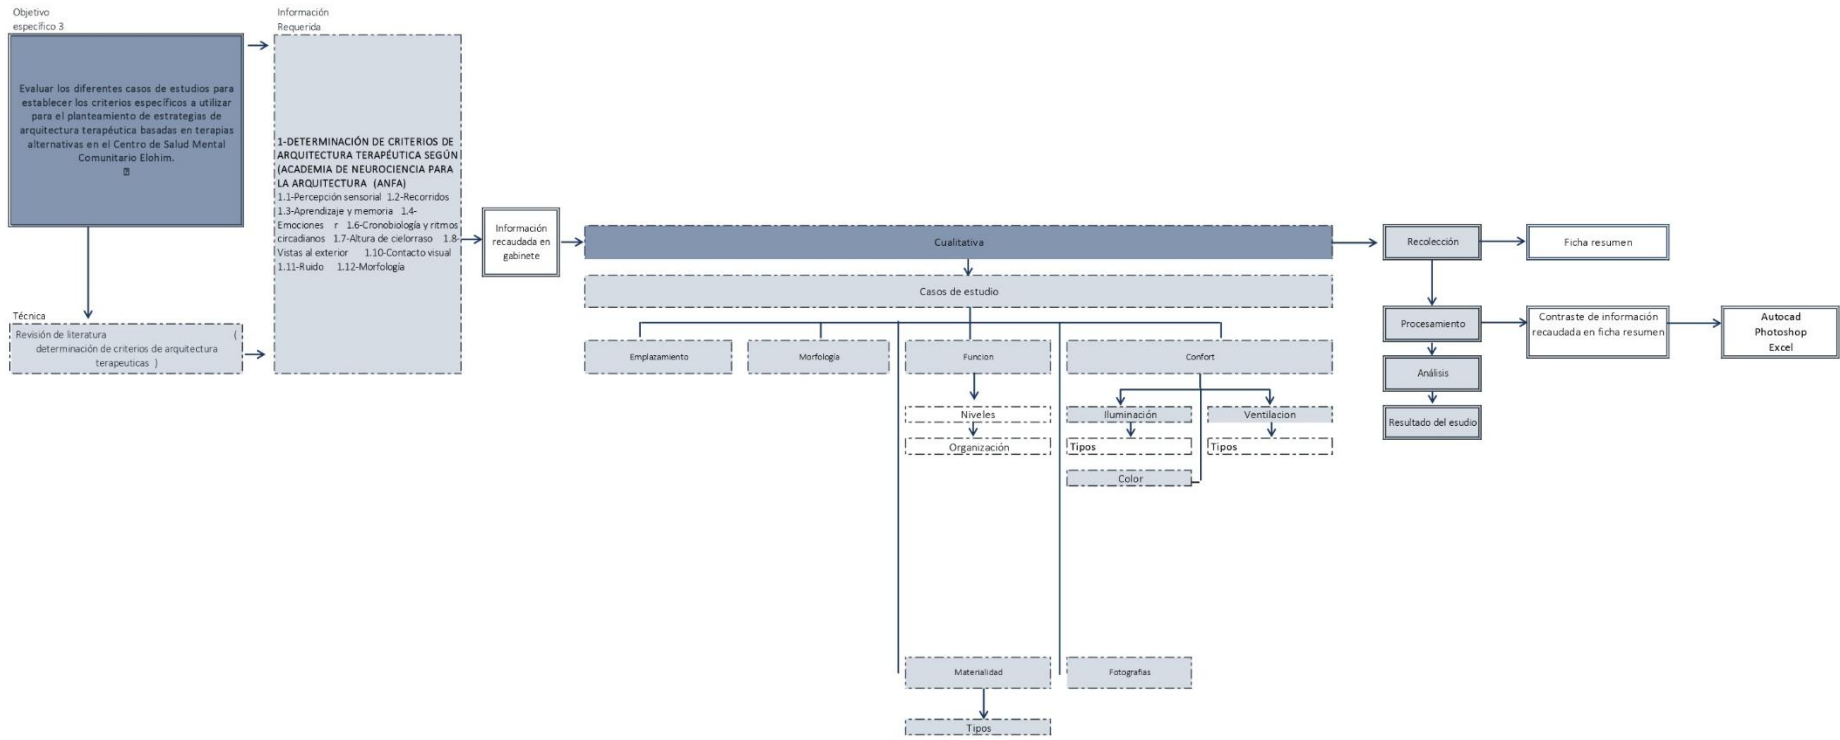 Objetivo
específico 3
Evaluar los diferentes casos de estudios para
establecer los criterios específicos a utilizar
para el planteamiento de estrategias de
arquitectura terapéutica basadas en terapias
alternativas en el Centro de Salud Mental
Comunitario Elohim.
Técnica
Revisión de literatura (
determinación de criterios de arquitectura
terapeuticas )
Información
Requerida
1-DETERMINACIÓN DE CRITERIOS DE
ARQUITECTURA TERAPÉUTICA SEGÚN
(ACADEMIA DE NEUROCIENCIA PARA
LA ARQUITECTURA (ANFA)
1.1-Percepción sensorial 1.2-Recorridos
1.3-Aprendizaje y memoria 1.4-
Emociones r 1.6-Cronobiología y ritmos
circadianos 1.7-Altura de cielorraso 1.8-
Vistas al exterior 1.10-Contacto visual
1.11-Ruido 1.12-Morfología
Información
recaudada en
gabinete
Cualitativa
Casos de estudio
Emplazamiento
Morfología
Funcion
Niveles
Organización
Confort
Iluminación
Tipos
Color
Ventilacion
Tipos
Materialidad
Tipos
Fotografias
Recolección
Ficha resumen
Procesamiento
Contraste de información
recaudada en ficha resumen
Autocad
Photoshop
Excel
Análisis
Resultado del esudio